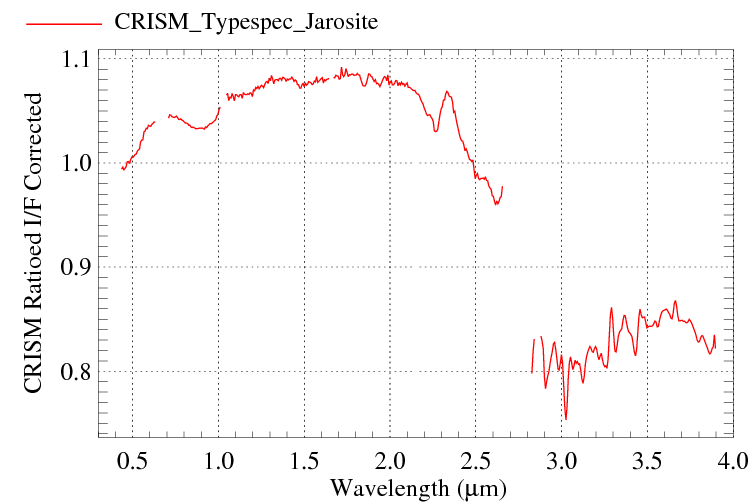 CRISM_Typespec_Jarosite
CRISM Ratioed I/F Corrected
1.1
1.0
0.9
0.8
0.5 1.0 1.5 2.0 2.5 3.0 3.5 4.0
Wavelength (μm)